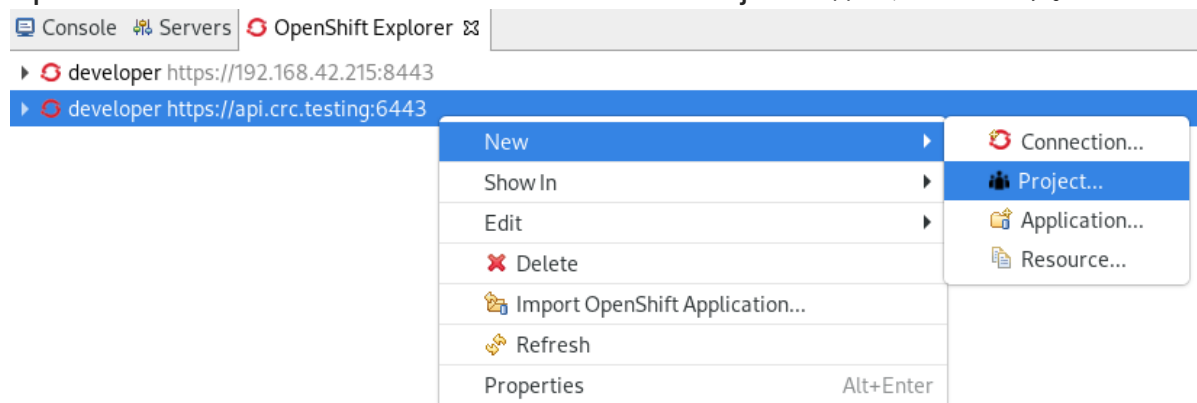 Console Servers OpenShift Explorer
developer https://192.168.42.215:8443
developer https://api.crc.testing:6443
New
Show In
Edit
Delete
Import OpenShift Application...
Refresh
Properties Alt+Enter
Connection...
Project...
Application...
Resource...